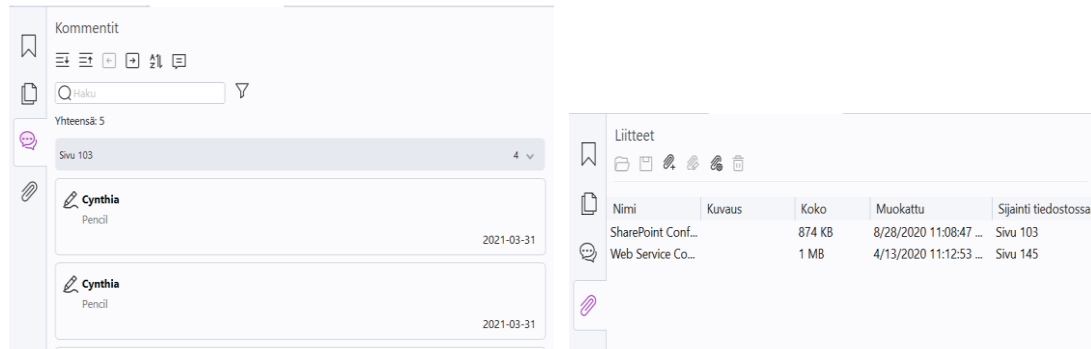 Kommentit
Haku
Yhteensä: 5
Sivu 103 4
Cynthia
Pencil
2021-03-31
Cynthia
Pencil
2021-03-31
Liitteet
Nimi Kuvaus Koko Muokattu Sijainti tiedostossa
SharePoint Conf... 874 KB 8/28/2020 11:08:47 ... Sivu 103
Web Service Co... 1 MB 4/13/2020 11:12:53 ... Sivu 145